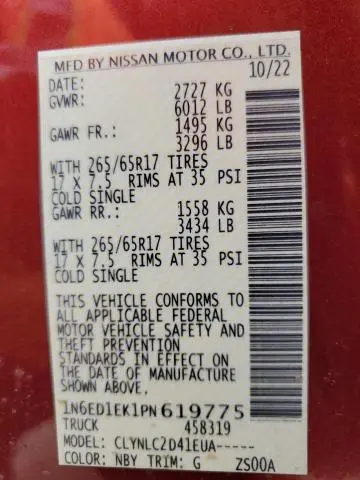 MFD BY NISSAN MOTOR CO., LTD.
DATE: 10/22
GVWR: 2727 KG
6012 LB
GAWR FR.: 1495 KG
3296 LB
WITH 265/65R17 TIRES
17 X 7.5 RIMS AT 35 PSI
COLD SINGLE
GAWR RR.: 1558 KG
3434 LB
WITH 265/65R17 TIRES
17 X 7.5 RIMS AT 35 PSI
COLD SINGLE
THIS VEHICLE CONFORMS TO
ALL APPLICABLE FEDERAL
MOTOR VEHICLE SAFETY AND
THEFT PREVENTION
STANDARDS IN EFFECT ON
THE DATE OF MANUFACTURE
SHOWN ABOVE.
1N6ED1EK1PN619775
TRUCK 458319
MODEL: CLYNLC2D41EUA-----
COLOR: NBY TRIM: G ZS00A